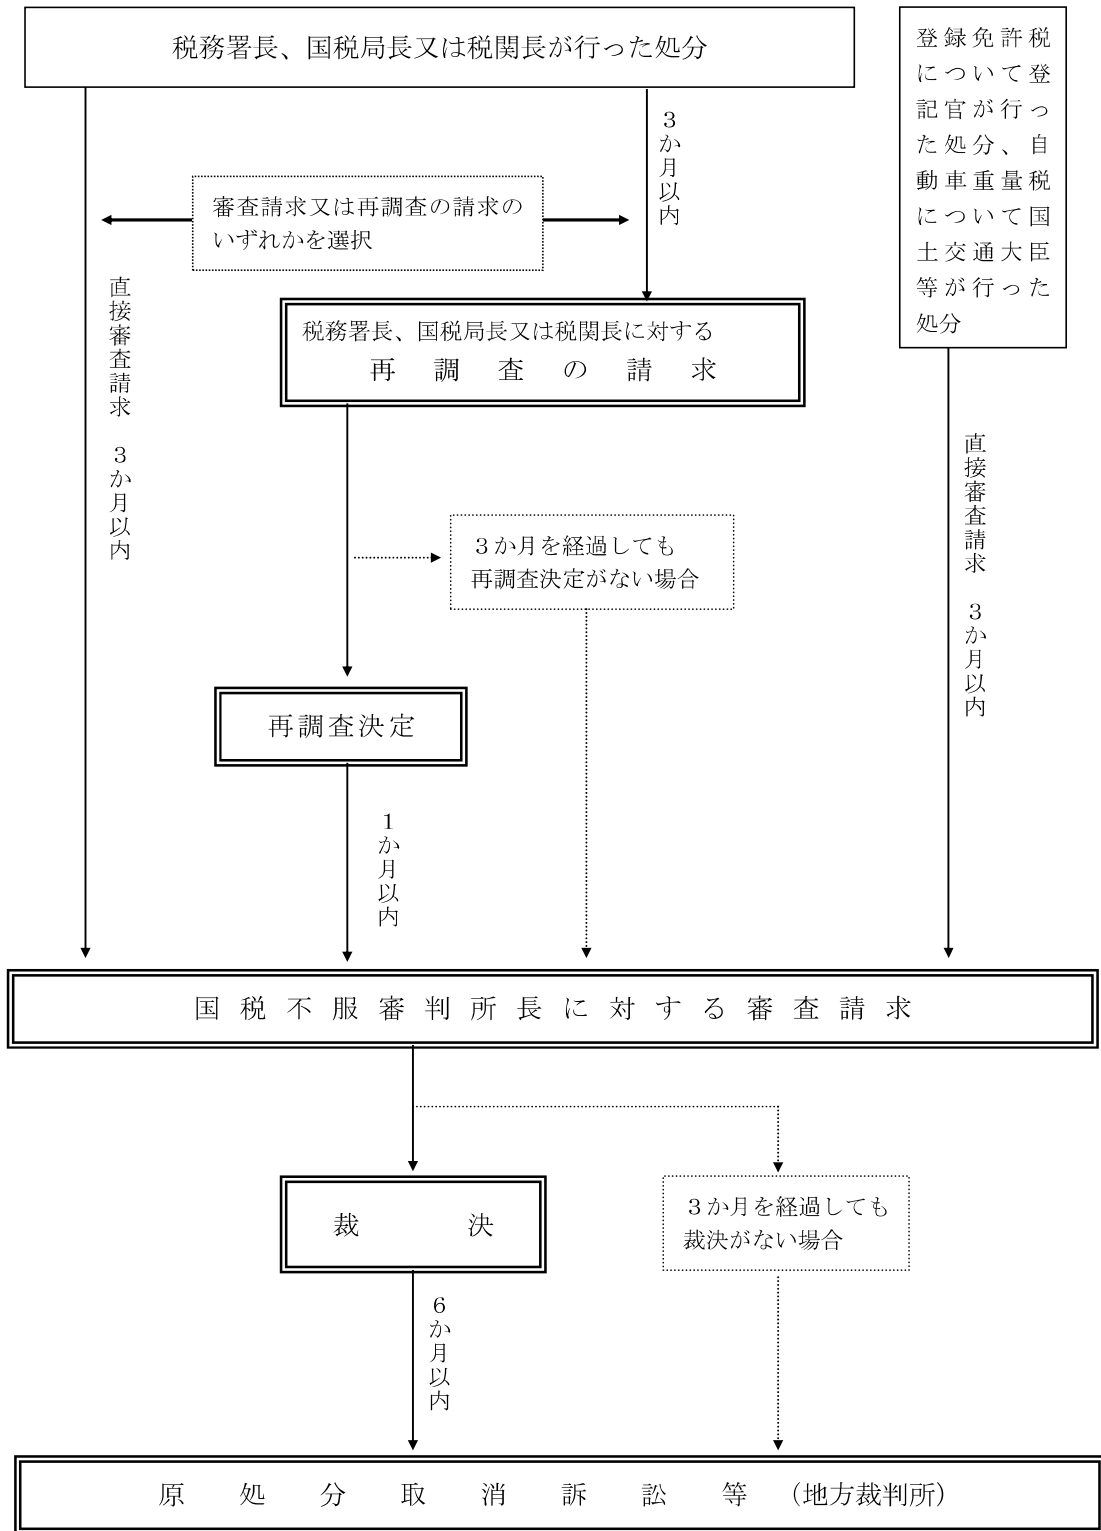 税務署長、国税局長又は税関長が行った処分
登録免許税
について登
記官が行っ
た処分、自
動車重量税
について国
土交通大臣
等が行った
処分
３か月以内
審査請求又は再調査の請求の
いずれかを選択
直接審査請求　３か月以内
税務署長、国税局長又は税関長に対する
再調査の請求
直接審査請求　３か月以内
３か月を経過しても
再調査決定がない場合
再調査決定
１か月以内
国税不服審判所長に対する審査請求
裁決
３か月を経過しても
裁決がない場合
６か月以内
原処分取消訴訟等（地方裁判所）